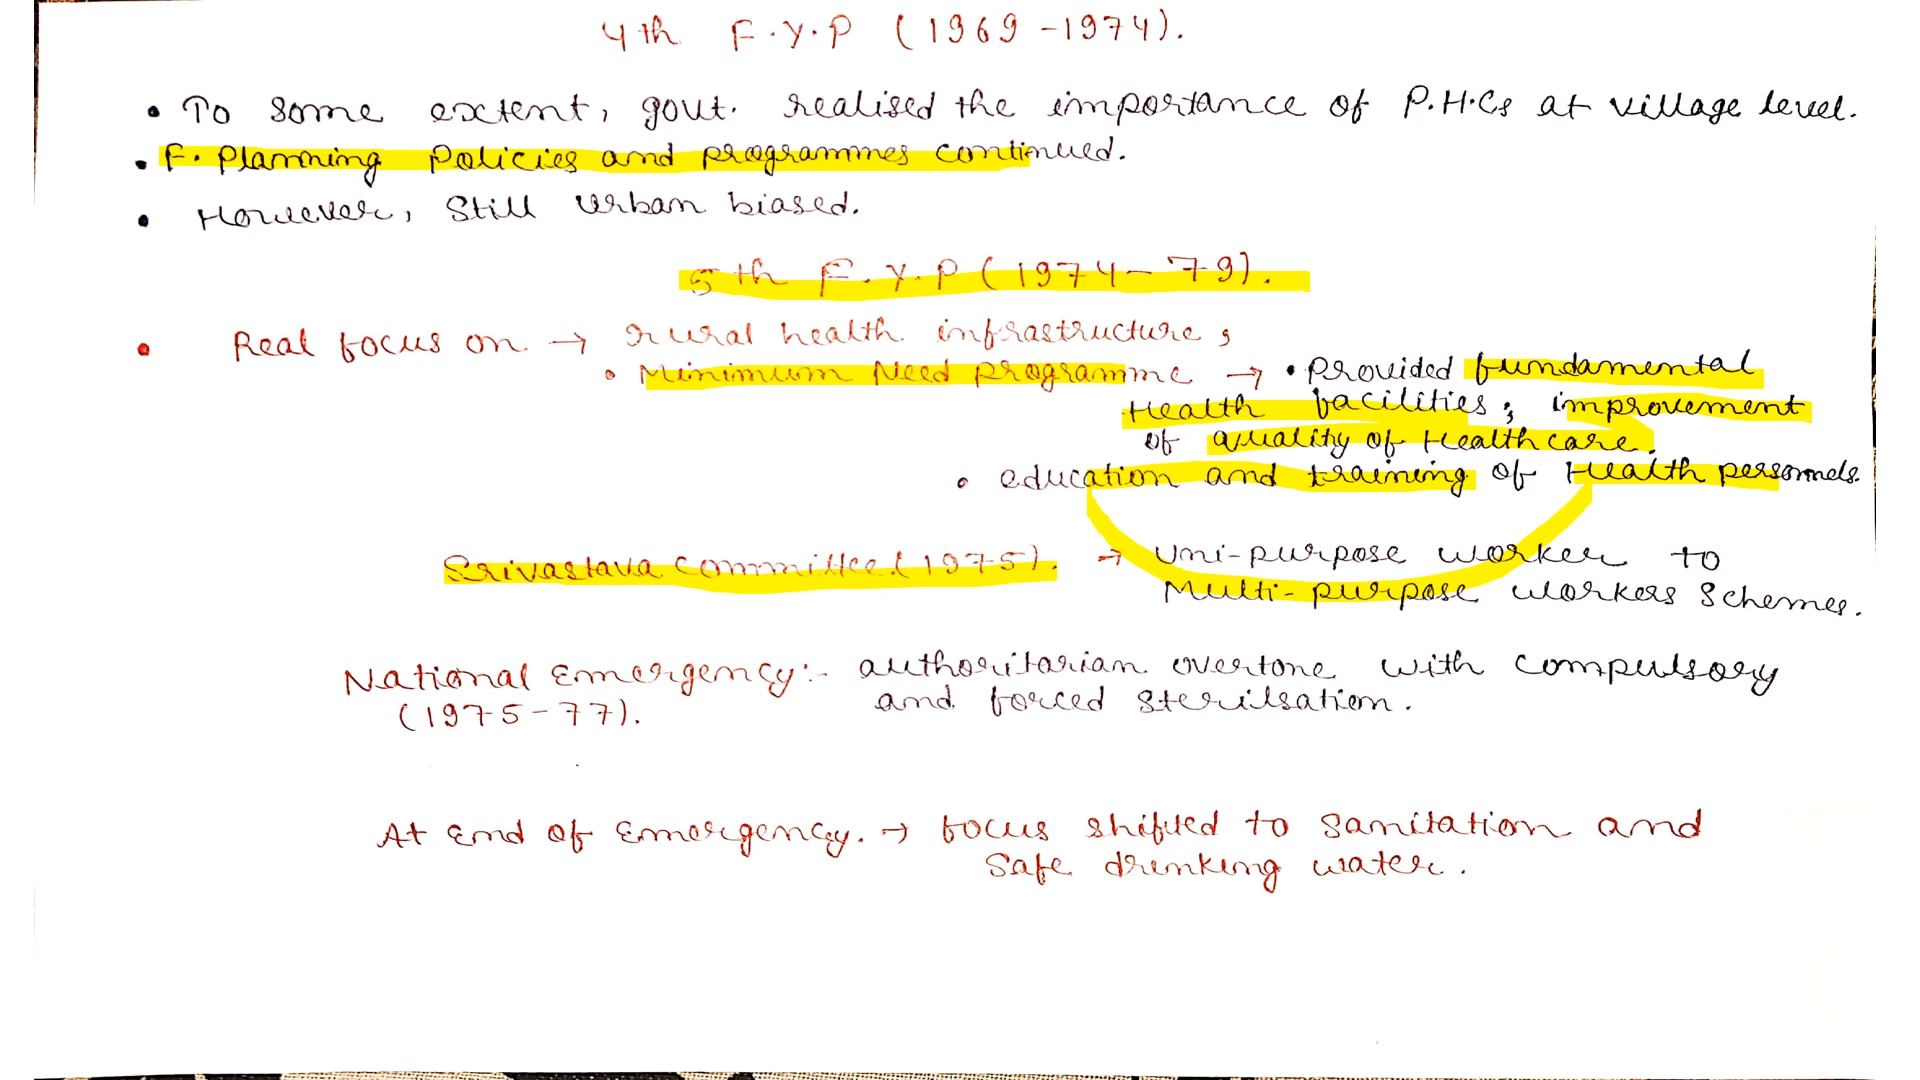 4th F.Y.P (1969-1974).
• To some extent, govt. realised the importance of P.H.Cs at village level.
• F. Planning Policies and programmes continued.
• However, still urban biased.
5th F.Y.P (1974-79).
• Real focus on → rural health infrastructure,
• Minimum Need programme → • provided fundamental
Health facilities, improvement
of quality of Healthcare.
• education and training of Health personnels.
Srivastava committee (1975). → Uni-purpose worker to
Multi-purpose workers schemes.
National Emergency:- authoritarian overtone with compulsory
(1975-77). and forced sterilsation.
At end of Emergency. → focus shifted to sanitation and
safe drinking water.